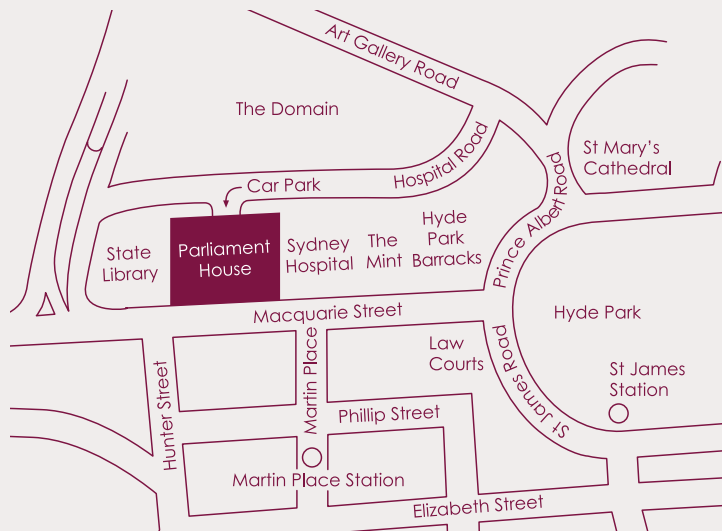 Art Gallery Road
The Domain
St Mary's
Cathedral
Hospital Road
Car Park
Prince Albert Road
State
Library
Parliament
House
Sydney
Hospital
The
Mint
Hyde
Park
Barracks
Macquarie Street
Hyde Park
Hunter Street
Martin Place
Law
Courts
St James Road
St James
Station
Phillip Street
Martin Place Station
Elizabeth Street